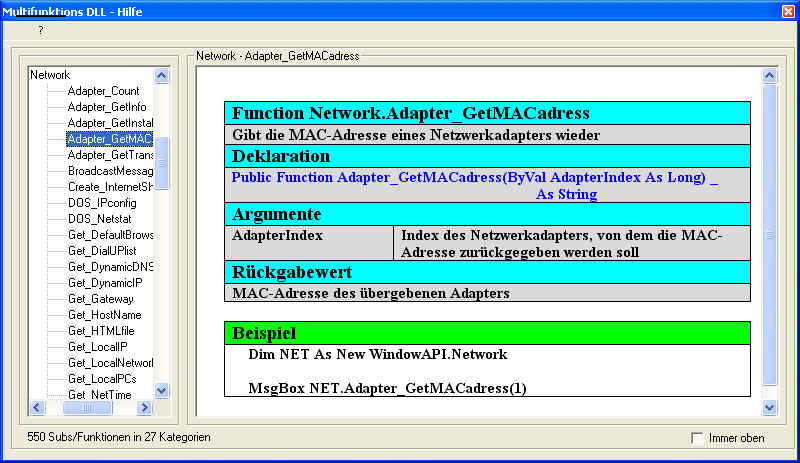 Multifunktions DLL - Hilfe
?
Network
Adapter_Count
Adapter_GetInfo
Adapter_GetInstal
Adapter_GetMAC
Adapter_GetTrans
BroadcastMessag
Create_InternetSh
DOS_IPconfig
DOS_Netstat
Get_DefaultBrows
Get_DialUPlist
Get_DynamicDNS
Get_DynamicIP
Get_Gateway
Get_HostName
Get_HTMLfile
Get_LocalIP
Get_LocalNetwork
Get_LocalPCs
Get_NetTime
Network - Adapter_GetMACadress
Function Network.Adapter_GetMACadress
Gibt die MAC-Adresse eines Netzwerkadapters wieder
Deklaration
Public Function Adapter_GetMACadress(ByVal AdapterIndex As Long) _
As String
Argumente
AdapterIndex
Index des Netzwerkadapters, von dem die MAC-
Adresse zurückgegeben werden soll
Rückgabewert
MAC-Adresse des übergebenen Adapters
Beispiel
Dim NET As New WindowAPI.Network
MsgBox NET.Adapter_GetMACadress(1)
550 Subs/Funktionen in 27 Kategorien
Immer oben